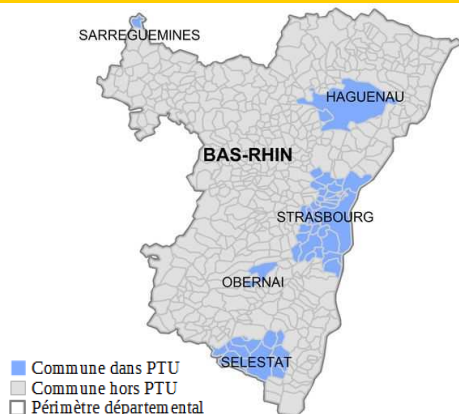 SARREGUEMINES
HAGUENAU
BAS-RHIN
STRASBOURG
OBERNAI
SELESTAT
Commune dans PTU
Commune hors PTU
Périmètre départemental